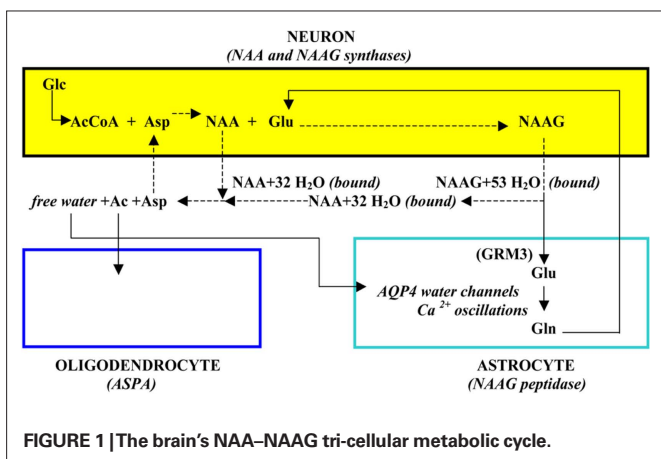 NEURON
(NAA and NAAG synthases)
Glc
AcCoA + Asp NAA + Glu NAAG
NAA+32 H₂O (bound) NAAG+53 H₂O (bound)
free water +Ac +Asp NAA+32 H₂O (bound)
(GRM3)
Glu
AQP4 water channels
Ca ²⁺ oscillations
Gln
OLIGODENDROCYTE ASTROCYTE
(ASPA) (NAAG peptidase)
FIGURE 1 | The brain's NAA–NAAG tri-cellular metabolic cycle.